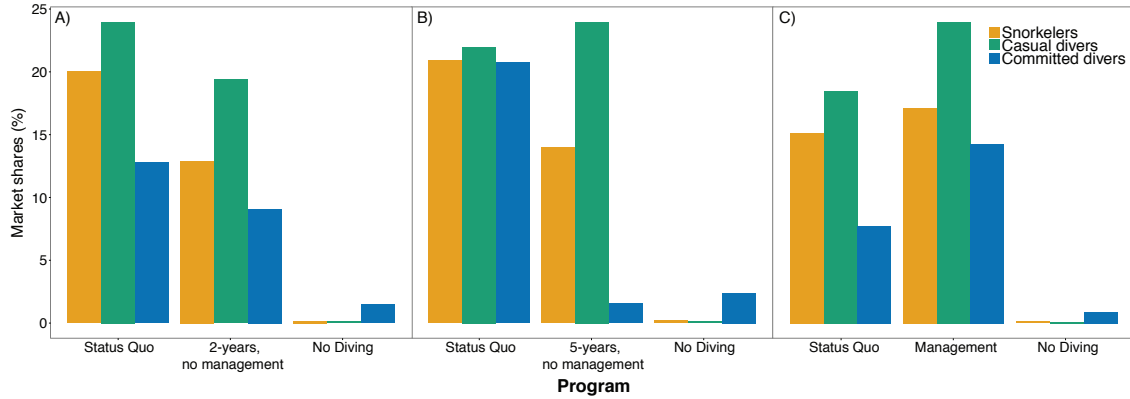 A)
B)
C)
Snorkelers
Casual divers
Committed divers
Market shares (%)
25
20
15
10
5
0
Status Quo
2-years,
no management
No Diving
Status Quo
5-years,
no management
No Diving
Status Quo
Management
No Diving
Program